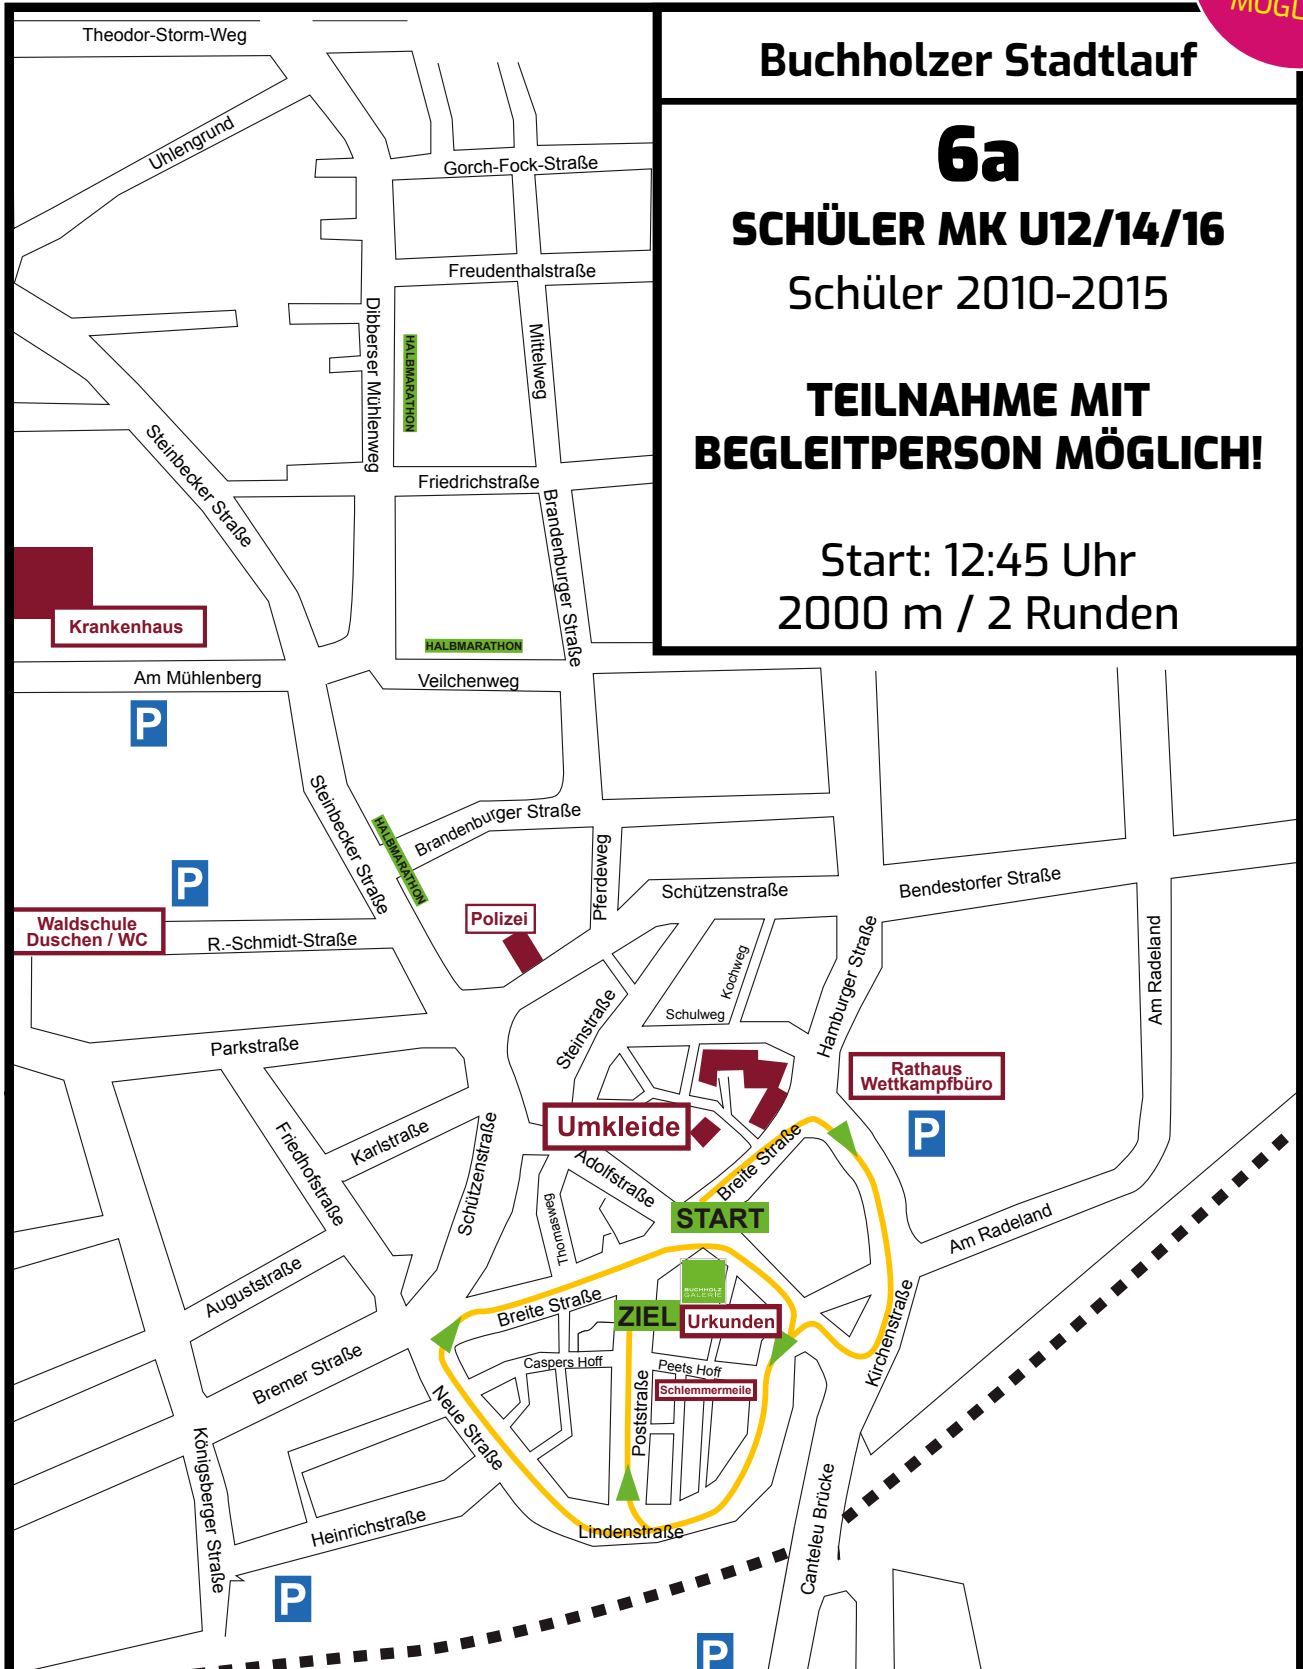 MÖGL
Theodor-Storm-Weg
Buchholzer Stadtlauf
6a
SCHÜLER MK U12/14/16
Schüler 2010-2015
TEILNAHME MIT
BEGLEITPERSON MÖGLICH!
Start: 12:45 Uhr
2000 m / 2 Runden
Uhlengrund
Gorch-Fock-Straße
Freudenthalstraße
Dibberser Mühlenweg
HALBMARATHON
Mittelweg
Steinbecker Straße
Friedrichstraße
Brandenburger Straße
Krankenhaus
HALBMARATHON
Am Mühlenberg
Veilchenweg
P
Steinbecker Straße
HALBMARATHON
Brandenburger Straße
Pferdeweg
P
Schützenstraße
Bendestorfer Straße
Waldschule
Duschen / WC
R.-Schmidt-Straße
Polizei
Kochweg
Hamburger Straße
Am Radeland
Schulweg
Steinstraße
Parkstraße
Rathaus
Wettkampfbüro
P
Umkleide
Friedhofstraße
Karlstraße
Schützenstraße
Adolfstraße
Breite Straße
Thomasweg
START
Am Radeland
Auguststraße
Breite Straße
BUCHHOLZ
GALERIE
ZIEL
Urkunden
Kirchenstraße
Bremer Straße
Caspers Hoff
Peets Hoff
Schlemmermeile
Neue Straße
Poststraße
Königsberger Straße
Heinrichstraße
Lindenstraße
Canteleu Brücke
P
P